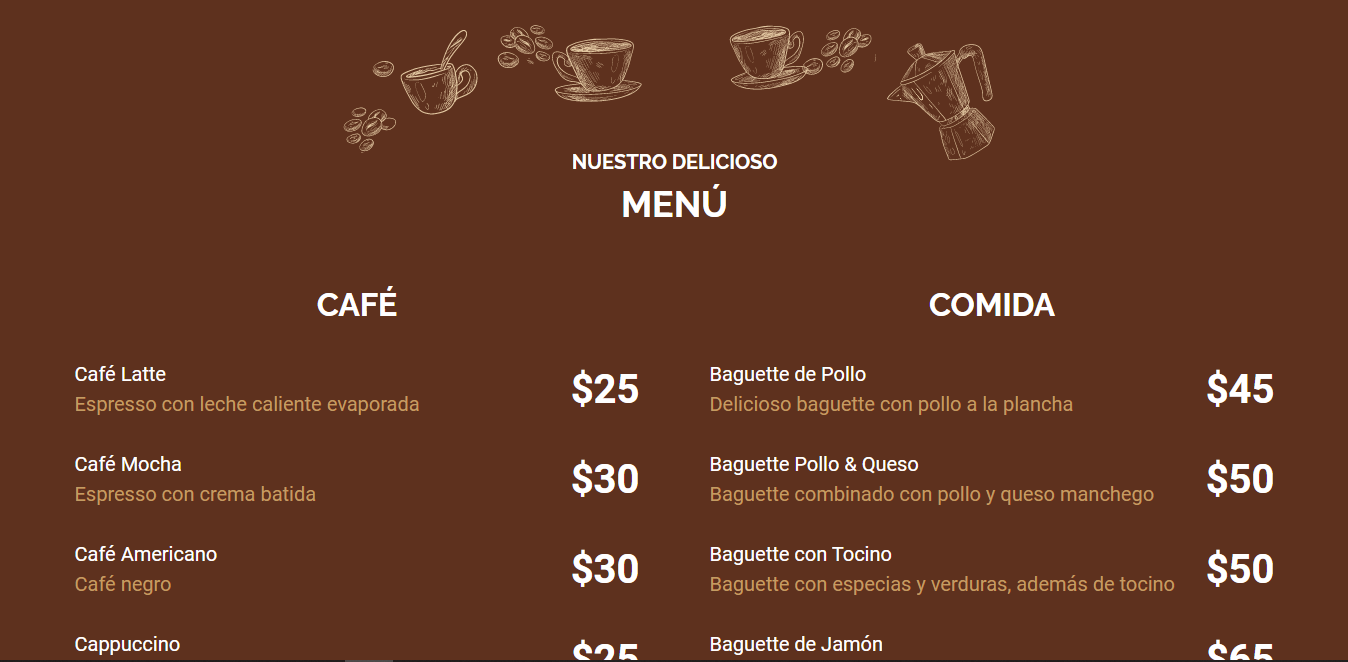 NUESTRO DELICIOSO
MENÚ
CAFÉ
Café Latte
Espresso con leche caliente evaporada
$25
Café Mocha
Espresso con crema batida
$30
Café Americano
Café negro
$30
Cappuccino
$25
COMIDA
Baguette de Pollo
Delicioso baguette con pollo a la plancha
$45
Baguette Pollo & Queso
Baguette combinado con pollo y queso manchego
$50
Baguette con Tocino
Baguette con especias y verduras, además de tocino
$50
Baguette de Jamón
$65